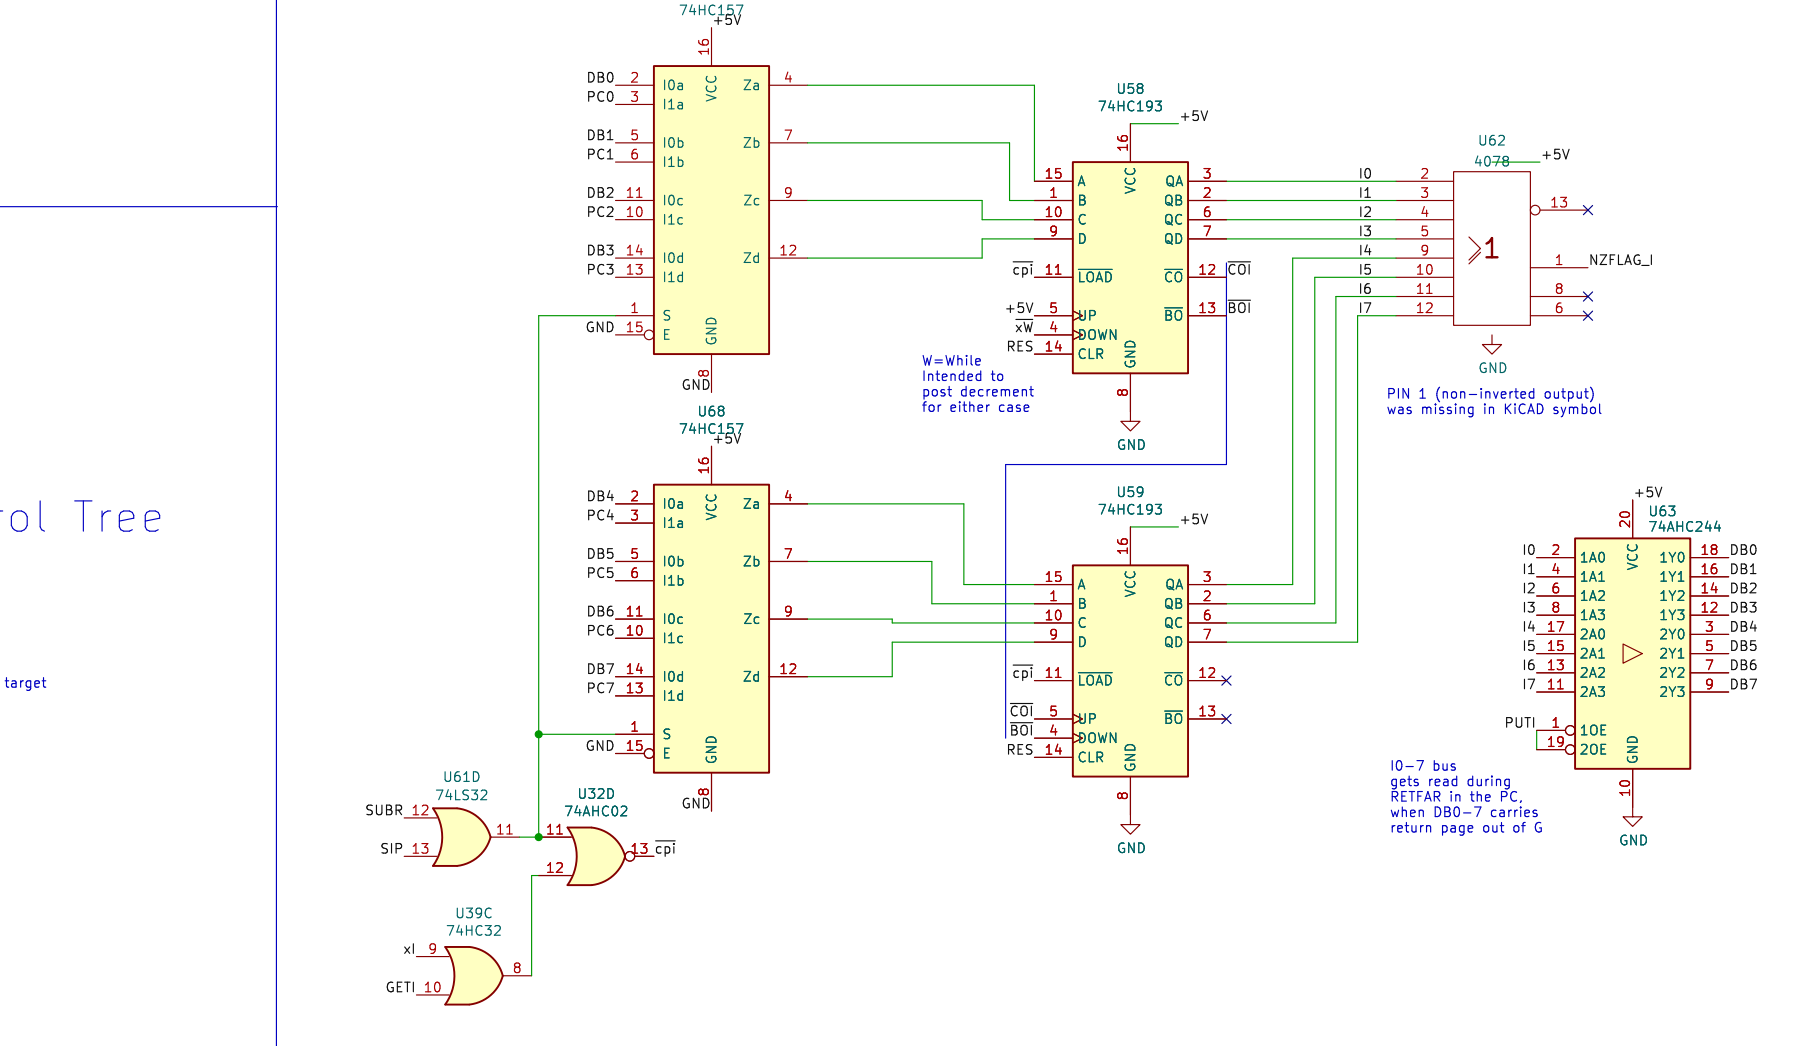 rol Tree
target
74HC157
+5V
16
VCC
DB0 2 I0a Za 4
PC0 3 I1a
DB1 5 I0b Zb 7
PC1 6 I1b
DB2 11 I0c Zc 9
PC2 10 I1c
DB3 14 I0d Zd 12
PC3 13 I1d
1 S
GND 15 E
GND
8
GND
U68
74HC157
+5V
16
VCC
DB4 2 I0a Za 4
PC4 3 I1a
DB5 5 I0b Zb 7
PC5 6 I1b
DB6 11 I0c Zc 9
PC6 10 I1c
DB7 14 I0d Zd 12
PC7 13 I1d
1 S
GND 15 E
GND
8
GND
U61D
74LS32
SUBR 12
11
SIP 13
U32D
74AHC02
11
13 cpi
12
U39C
74HC32
xI 9
8
GETI 10
U58
74HC193
+5V
16
VCC
15 A QA 3
1 B QB 2
10 C QC 6
9 D QD 7
cpi 11 LOAD CO 12 COI
+5V 5 UP BO 13 BOI
xW 4 DOWN
RES 14 CLR
GND
8
GND
W=While
Intended to
post decrement
for either case
U59
74HC193
+5V
16
VCC
15 A QA 3
1 B QB 2
10 C QC 6
9 D QD 7
cpi 11 LOAD CO 12
COI 5 UP BO 13
BOI 4 DOWN
RES 14 CLR
GND
8
GND
U62
4078
+5V
I0 2
I1 3
I2 4
I3 5
I4 9
I5 10
I6 11
I7 12
≥1
13
1 NZFLAG_I
8
6
GND
PIN 1 (non-inverted output)
was missing in KiCAD symbol
+5V
U63
74AHC244
20
VCC
I0 2 1A0 1Y0 18 DB0
I1 4 1A1 1Y1 16 DB1
I2 6 1A2 1Y2 14 DB2
I3 8 1A3 1Y3 12 DB3
I4 17 2A0 2Y0 3 DB4
I5 15 2A1 2Y1 5 DB5
I6 13 2A2 2Y2 7 DB6
I7 11 2A3 2Y3 9 DB7
PUTI 1 1OE
19 2OE
GND
10
GND
I0-7 bus
gets read during
RETFAR in the PC,
when DB0-7 carries
return page out of G